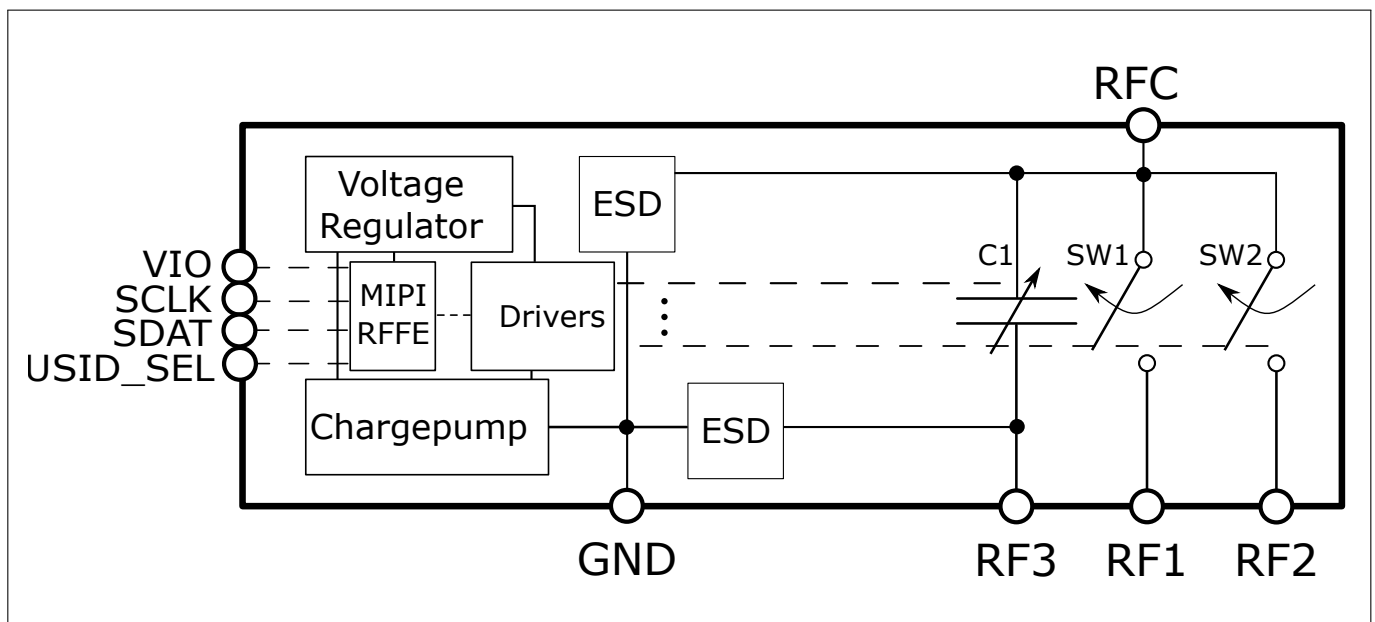 RFC
Voltage
Regulator
ESD
VIO
SCLK
SDAT
USID_SEL
MIPI
RFFE
Drivers
C1
SW1
SW2
Chargepump
ESD
GND
RF3
RF1
RF2